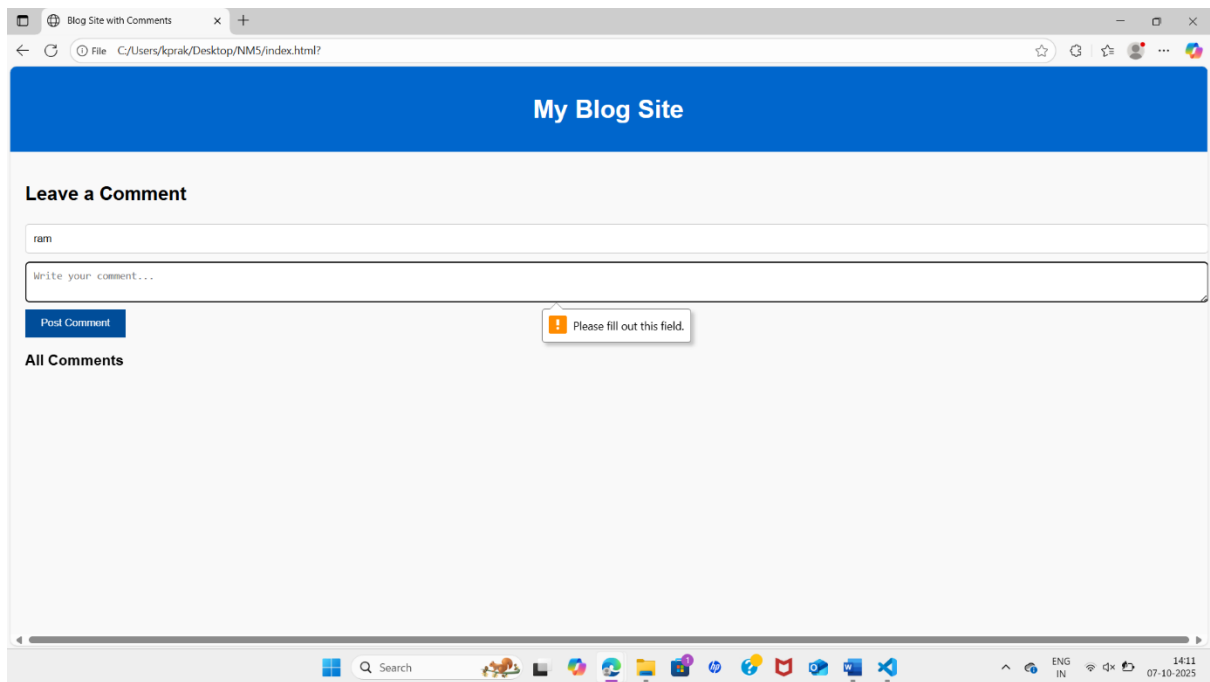 Blog Site with Comments
File C:/Users/kprak/Desktop/NM5/index.html?
My Blog Site
Leave a Comment
ram
Write your comment...
Post Comment
Please fill out this field.
All Comments
Search
ENG
IN
14:11
07-10-2025